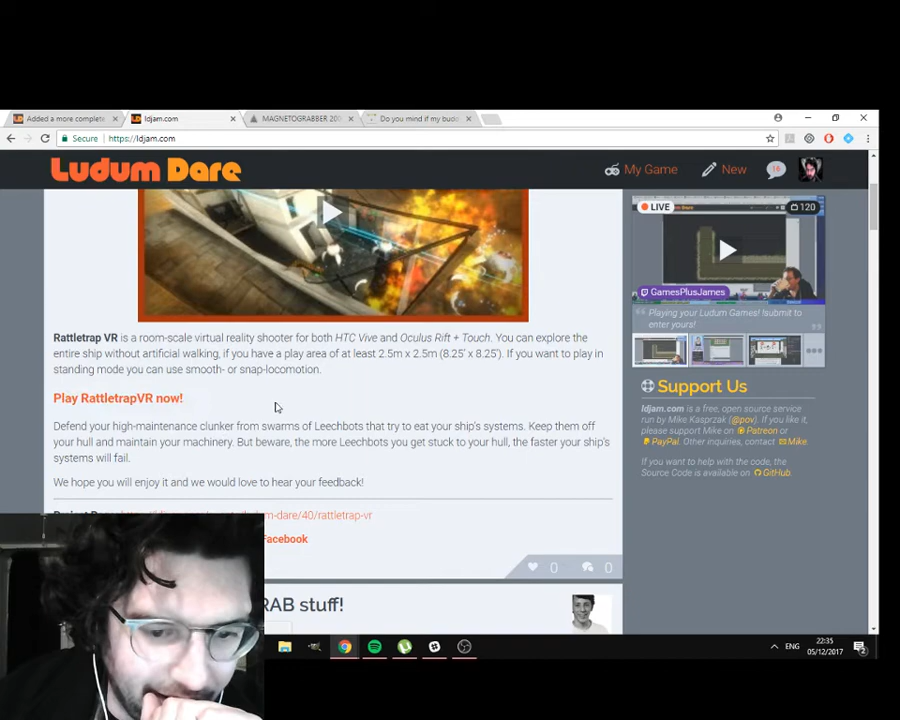 Added a more complete
ldjam.com
MAGNETOGRABBER 200
Do you mind if my budd
Secure
https://ldjam.com
Ludum Dare
My Game
New
16
LIVE
120
GamesPlusJames
Playing your Ludum Games! !submit to
enter yours!
Rattletrap VR is a room-scale virtual reality shooter for both HTC Vive and Oculus Rift + Touch. You can explore the
entire ship without artificial walking, if you have a play area of at least 2.5m x 2.5m (8.25' x 8.25'). If you want to play in
standing mode you can use smooth- or snap-locomotion.
Play RattletrapVR now!
Defend your high-maintenance clunker from swarms of Leechbots that try to eat your ship's systems. Keep them off
your hull and maintain your machinery. But beware, the more Leechbots you get stuck to your hull, the faster your ship's
systems will fail.
We hope you will enjoy it and we would love to hear your feedback!
m-dare/40/rattletrap-vr
Facebook
0 0
RAB stuff!
Support Us
ldjam.com is a free, open source service
run by Mike Kasprzak (@pov). If you like it,
please support Mike on Patreon or
PayPal. Other inquiries, contact Mike.
If you want to help with the code, the
Source Code is available on GitHub.
ENG
22:35
05/12/2017
2